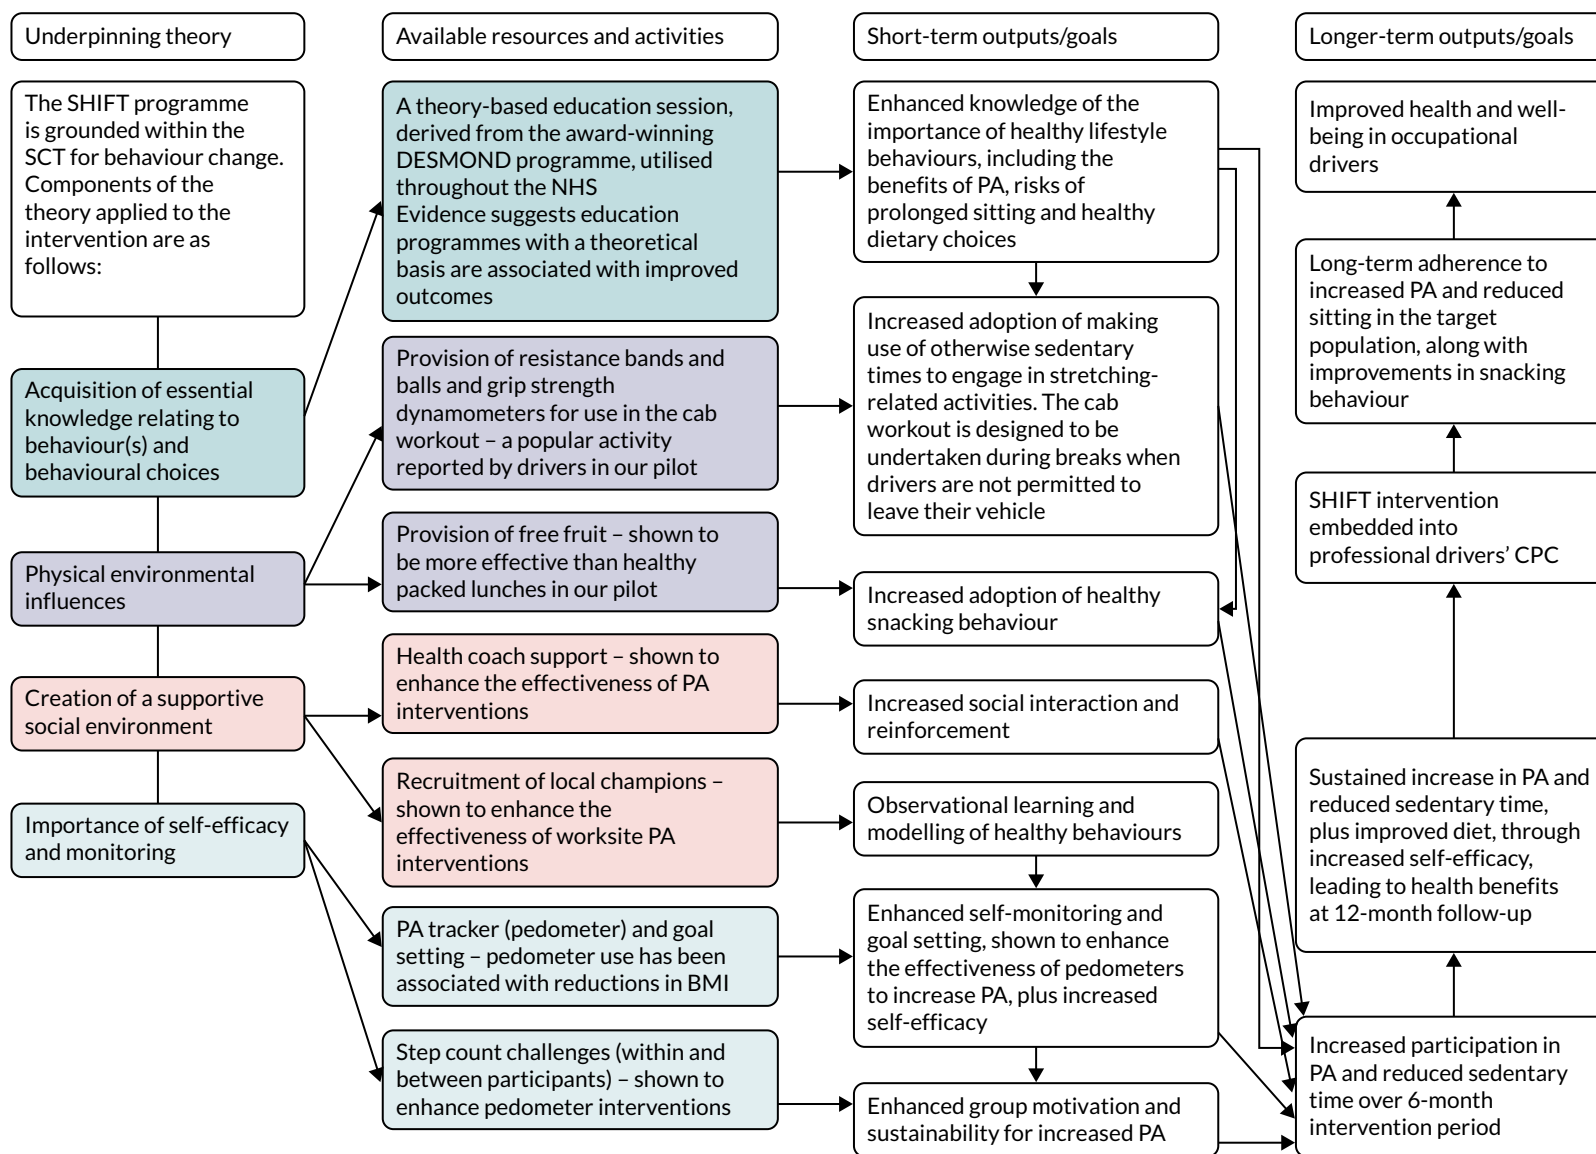 Underpinning theory
The SHIFT programme
is grounded within the
SCT for behaviour change.
Components of the
theory applied to the
intervention are as
follows:
Acquisition of essential
knowledge relating to
behaviour(s) and
behavioural choices
Physical environmental
influences
Creation of a supportive
social environment
Importance of self-efficacy
and monitoring
Available resources and activities
A theory-based education session,
derived from the award-winning
DESMOND programme, utilised
throughout the NHS
Evidence suggests education
programmes with a theoretical
basis are associated with improved
outcomes
Provision of resistance bands and
balls and grip strength
dynamometers for use in the cab
workout – a popular activity
reported by drivers in our pilot
Provision of free fruit – shown to
be more effective than healthy
packed lunches in our pilot
Health coach support – shown to
enhance the effectiveness of PA
interventions
Recruitment of local champions –
shown to enhance the
effectiveness of worksite PA
interventions
PA tracker (pedometer) and goal
setting – pedometer use has been
associated with reductions in BMI
Step count challenges (within and
between participants) – shown to
enhance pedometer interventions
Short-term outputs/goals
Enhanced knowledge of the
importance of healthy lifestyle
behaviours, including the
benefits of PA, risks of
prolonged sitting and healthy
dietary choices
Increased adoption of making
use of otherwise sedentary
times to engage in stretching-
related activities. The cab
workout is designed to be
undertaken during breaks when
drivers are not permitted to
leave their vehicle
Increased adoption of healthy
snacking behaviour
Increased social interaction and
reinforcement
Observational learning and
modelling of healthy behaviours
Enhanced self-monitoring and
goal setting, shown to enhance
the effectiveness of pedometers
to increase PA, plus increased
self-efficacy
Enhanced group motivation and
sustainability for increased PA
Longer-term outputs/goals
Improved health and well-
being in occupational
drivers
Long-term adherence to
increased PA and reduced
sitting in the target
population, along with
improvements in snacking
behaviour
SHIFT intervention
embedded into
professional drivers’ CPC
Sustained increase in PA and
reduced sedentary time,
plus improved diet, through
increased self-efficacy,
leading to health benefits
at 12-month follow-up
Increased participation in
PA and reduced sedentary
time over 6-month
intervention period